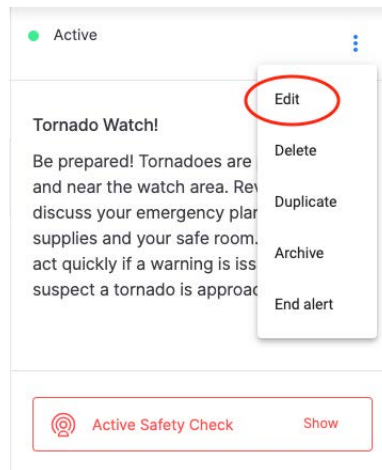 Active
Edit
Delete
Duplicate
Archive
End alert
Tornado Watch!
Be prepared! Tornadoes are
and near the watch area. Rev
discuss your emergency plan
supplies and your safe room.
act quickly if a warning is iss
suspect a tornado is approac
Active Safety Check Show